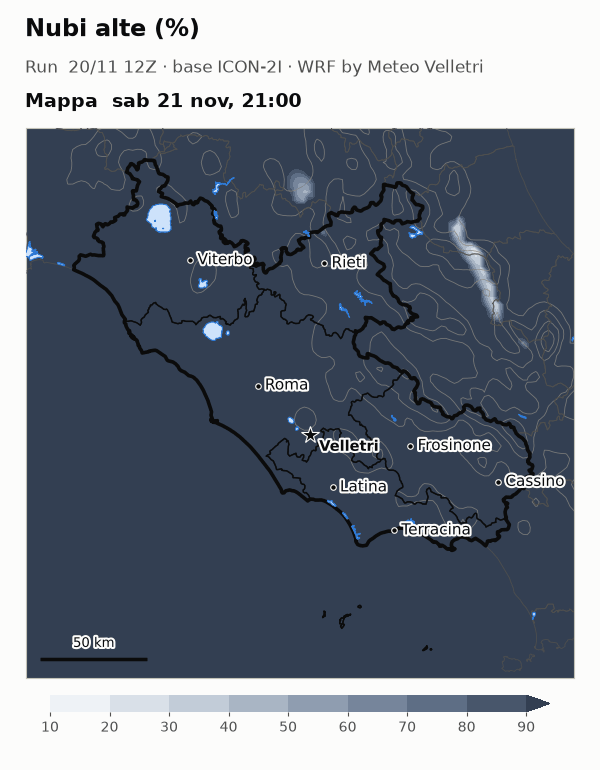 Nubi alte (%)
Run 20/11 12Z · base ICON-2I · WRF by Meteo Velletri
Mappa sab 21 nov, 21:00
Viterbo
Rieti
Roma
Velletri
Frosinone
Latina
Cassino
Terracina
50 km
10 20 30 40 50 60 70 80 90